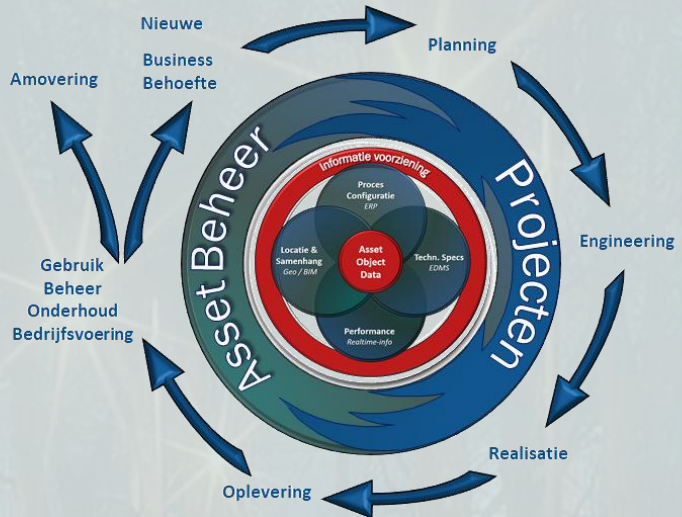 Nieuwe
Business
Behoefte
Planning
Amovering
Engineering
Gebruik
Beheer
Onderhoud
Bedrijfsvoering
Realisatie
Oplevering
Asset Beheer
Projecten
Informatie voorziening
Proces
Configuratie
ERP
Locatie &
Samenhang
Geo / BIM
Asset
Object
Data
Techn. Specs
EDMS
Performance
Realtime-info